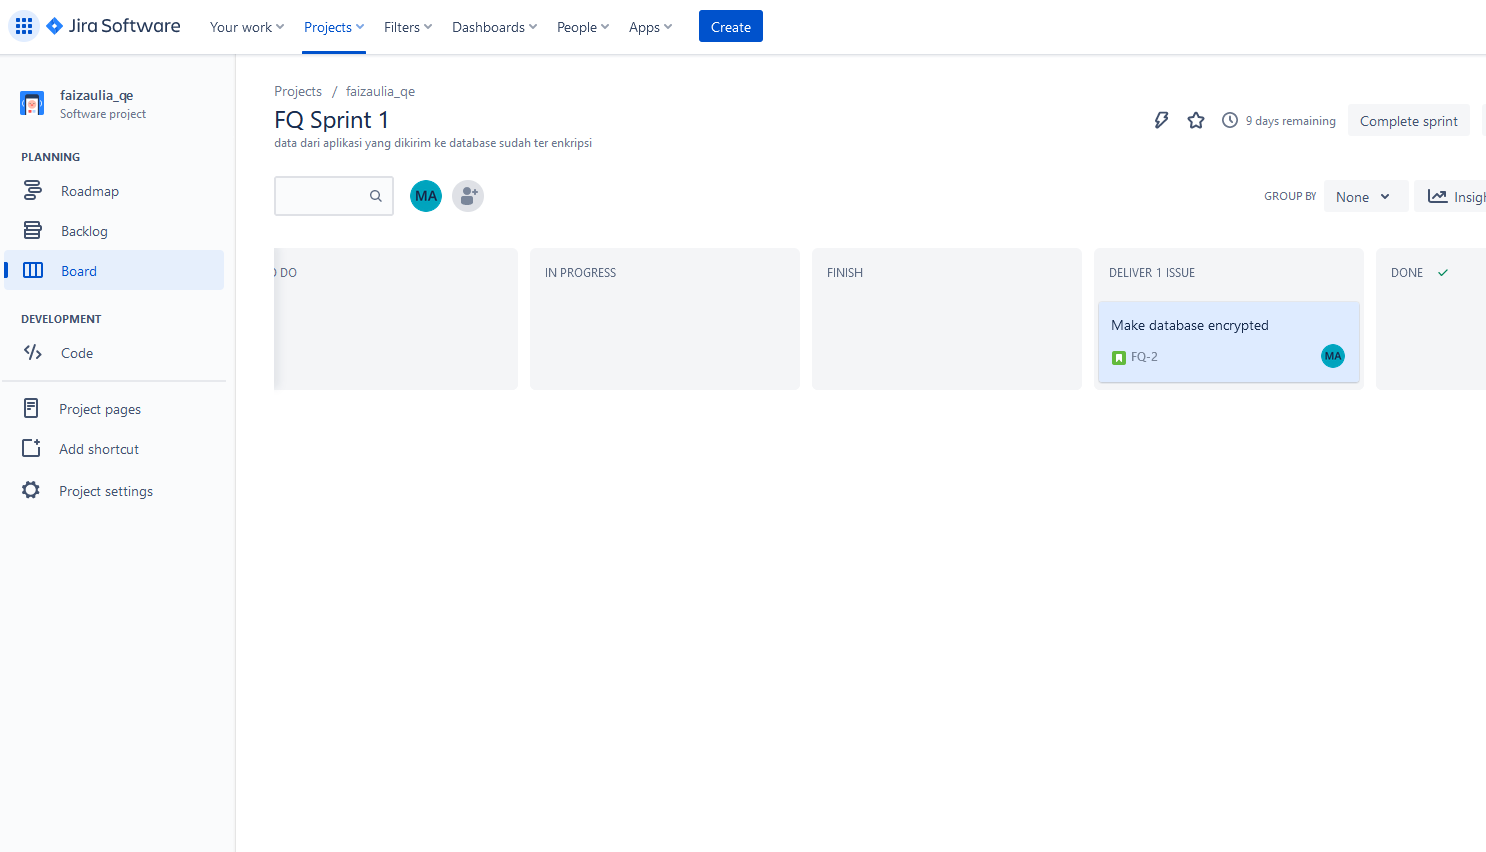 Jira Software Your work Projects Filters Dashboards People Apps Create
faizaulia_qe
Software project
PLANNING
Roadmap
Backlog
Board
DEVELOPMENT
Code
Project pages
Add shortcut
Project settings
Projects / faizaulia_qe
FQ Sprint 1
9 days remaining Complete sprint
data dari aplikasi yang dikirim ke database sudah ter enkripsi
MA
GROUP BY None
DO IN PROGRESS FINISH DELIVER 1 ISSUE DONE
Make database encrypted
FQ-2 MA